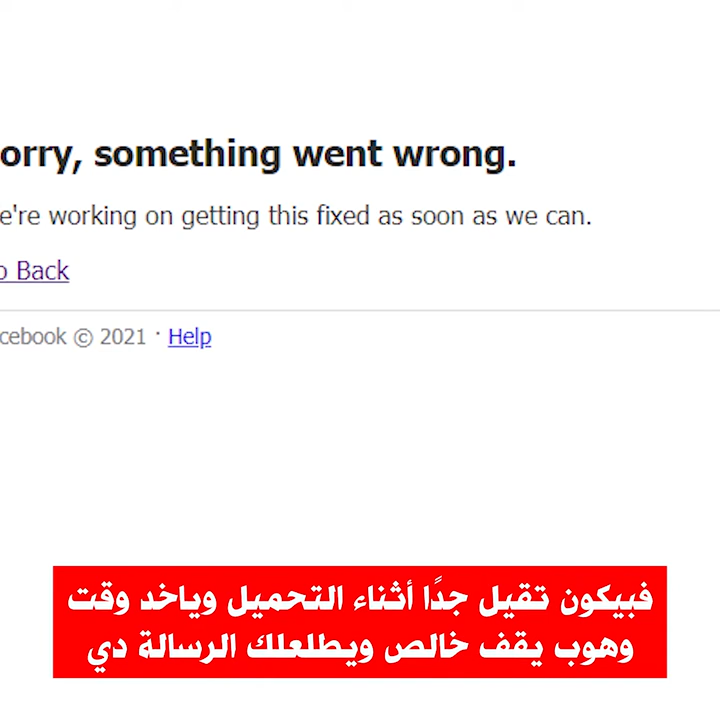 orry, something went wrong.
e're working on getting this fixed as soon as we can.
o Back
cebook © 2021 · Help
فبيكون تقيل جدًا أثناء التحميل وياخد وقت
وهوب يقف خالص ويطلعلك الرسالة دي